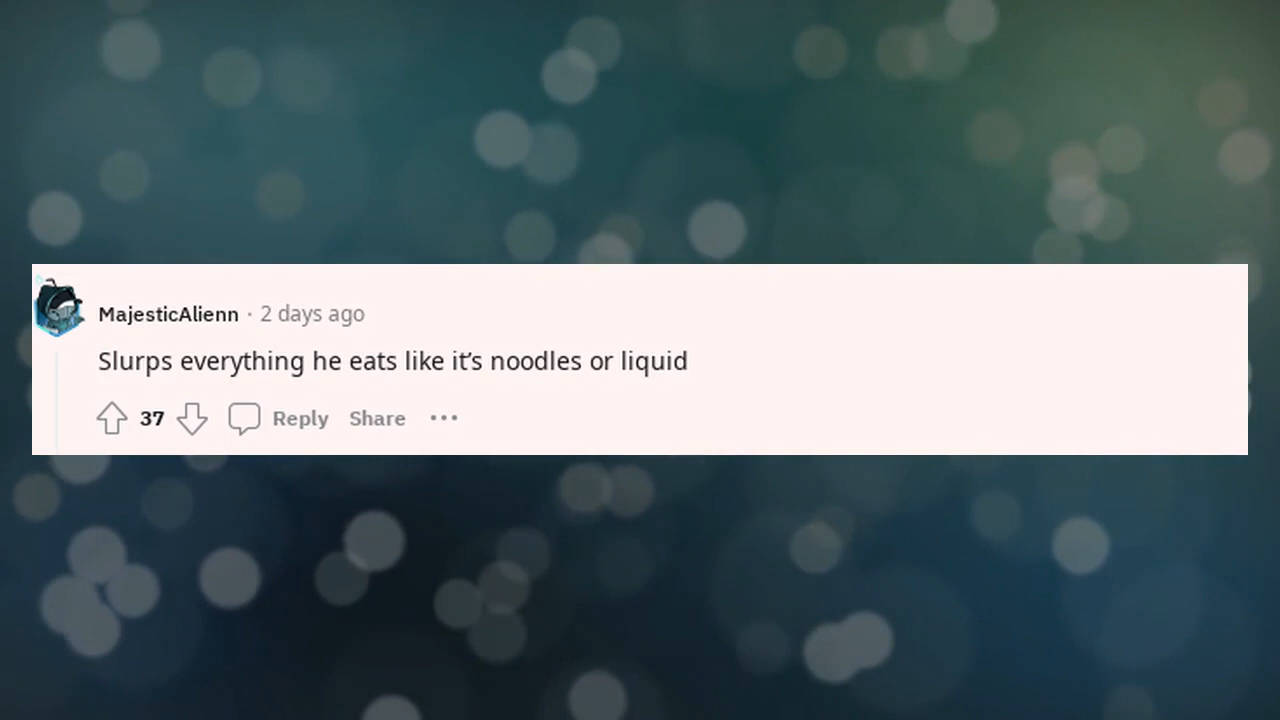 MajesticAlienn · 2 days ago
Slurps everything he eats like it’s noodles or liquid
37 Reply Share ···